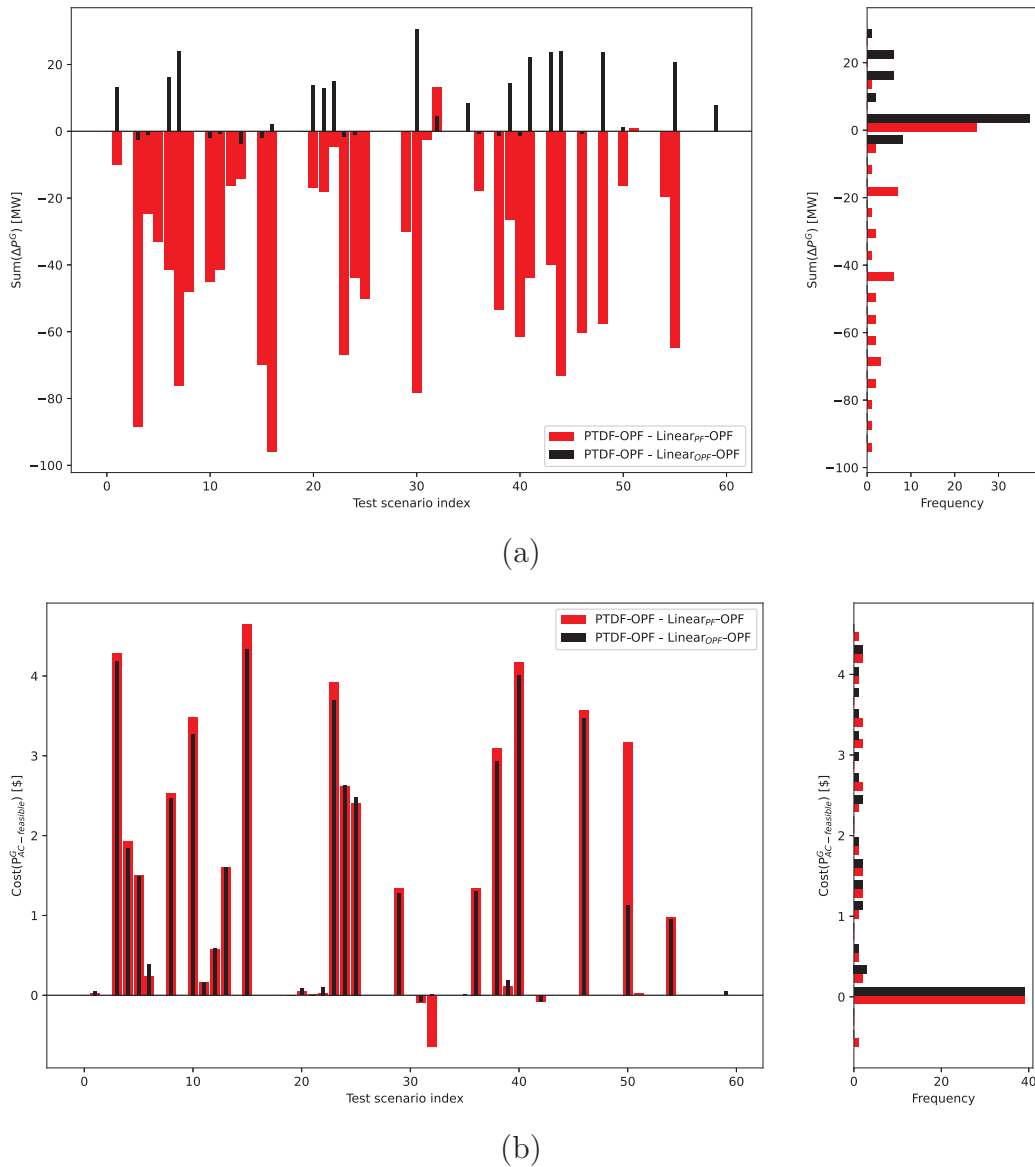 20
0
−20
−40
−60
−80
−100
Sum(ΔP^G) [MW]
0 10 20 30 40 50 60
Test scenario index
PTDF-OPF - Linear_PF-OPF
PTDF-OPF - Linear_OPF-OPF
20
0
−20
−40
−60
−80
−100
Sum(ΔP^G) [MW]
0 10 20 30
Frequency
(a)
4
3
2
1
0
Cost(P^G_AC−feasible) [$]
0 10 20 30 40 50 60
Test scenario index
PTDF-OPF - Linear_PF-OPF
PTDF-OPF - Linear_OPF-OPF
4
3
2
1
0
Cost(P^G_AC−feasible) [$]
0 20 40
Frequency
(b)